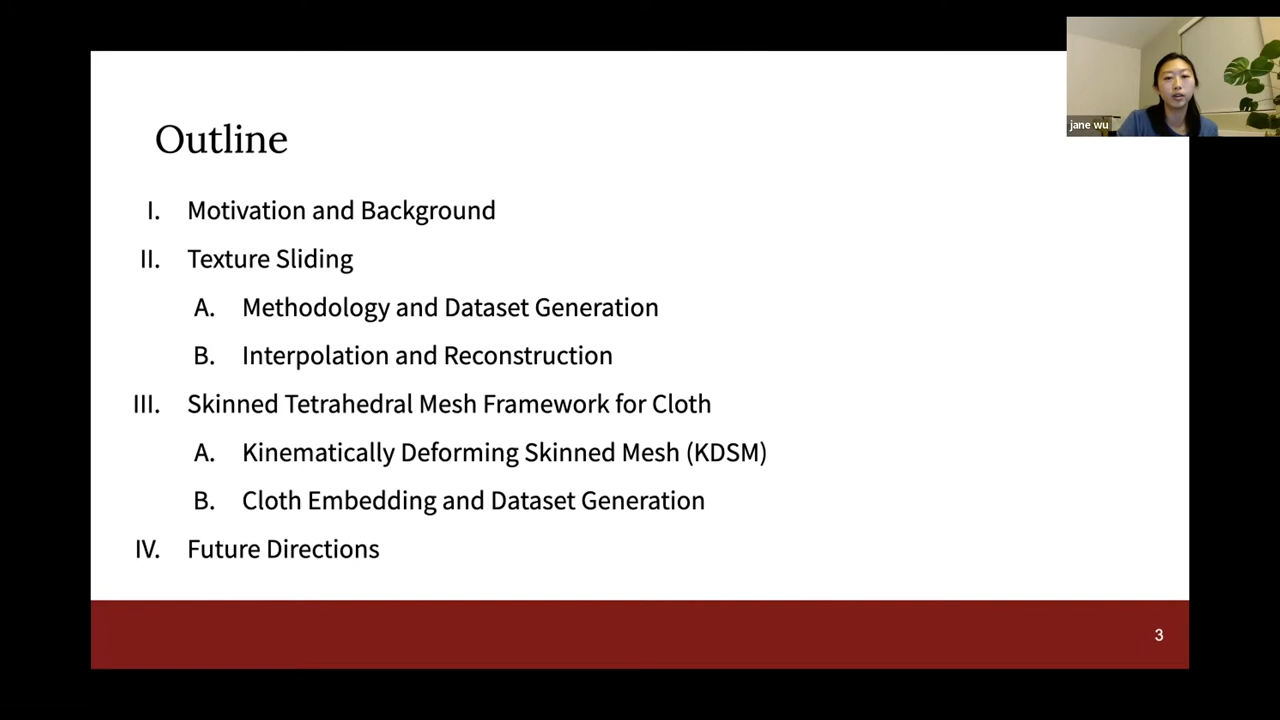 jane wu
Outline
I. Motivation and Background
II. Texture Sliding
A. Methodology and Dataset Generation
B. Interpolation and Reconstruction
III. Skinned Tetrahedral Mesh Framework for Cloth
A. Kinematically Deforming Skinned Mesh (KDSM)
B. Cloth Embedding and Dataset Generation
IV. Future Directions
3